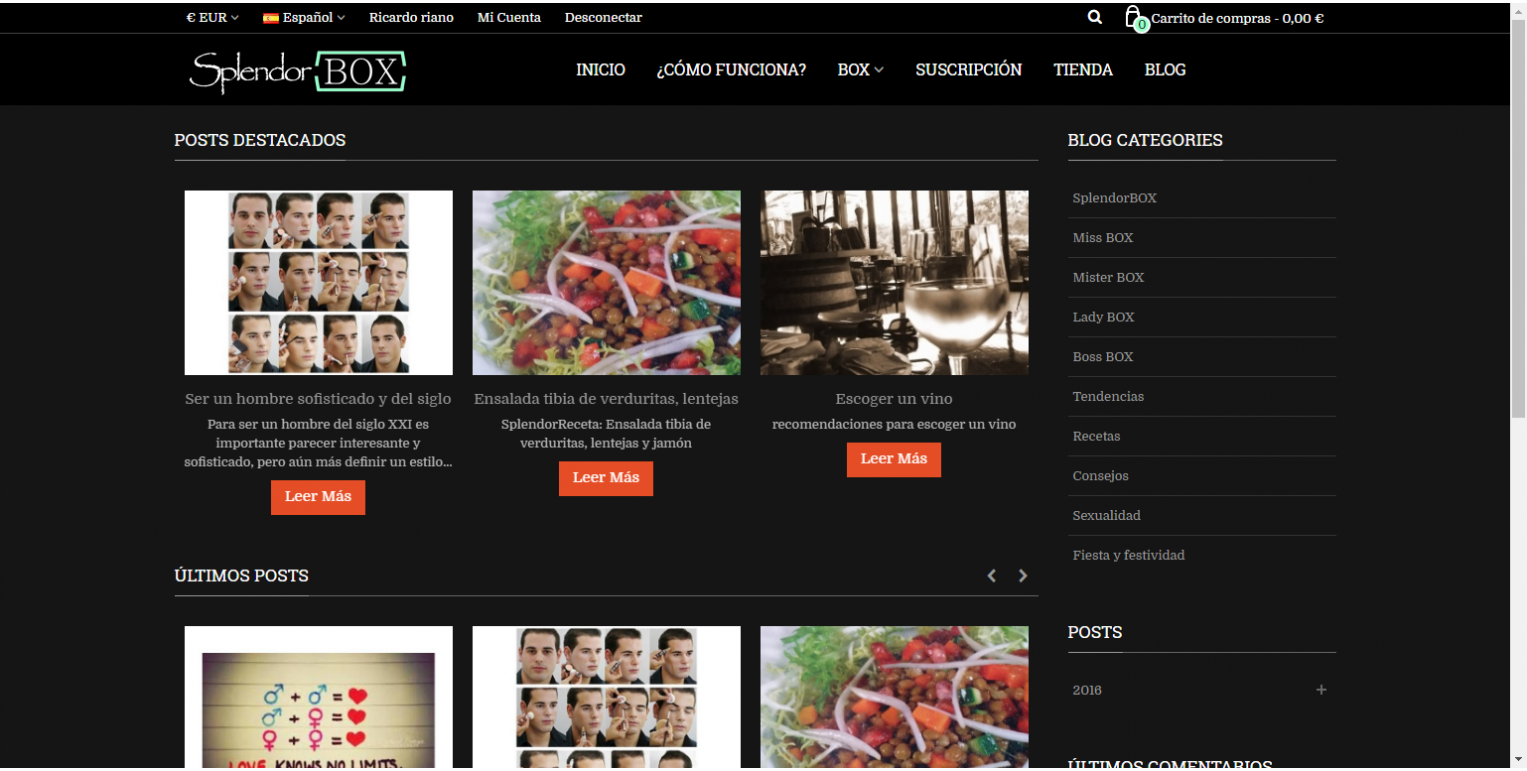 € EUR
Español
Ricardo riano
Mi Cuenta
Desconectar
0
Carrito de compras - 0,00 €
Splendor BOX
INICIO
¿CÓMO FUNCIONA?
BOX
SUSCRIPCIÓN
TIENDA
BLOG
POSTS DESTACADOS
Ser un hombre sofisticado y del siglo
Para ser un hombre del siglo XXI es
importante parecer interesante y
sofisticado, pero aún más definir un estilo...
Leer Más
Ensalada tibia de verduritas, lentejas
SplendorReceta: Ensalada tibia de
verduritas, lentejas y jamón
Leer Más
Escoger un vino
recomendaciones para escoger un vino
Leer Más
ÚLTIMOS POSTS
LOVE KNOWS NO LIMITS.
BLOG CATEGORIES
SplendorBOX
Miss BOX
Mister BOX
Lady BOX
Boss BOX
Tendencias
Recetas
Consejos
Sexualidad
Fiesta y festividad
POSTS
2016 +
ÚLTIMOS COMENTARIOS